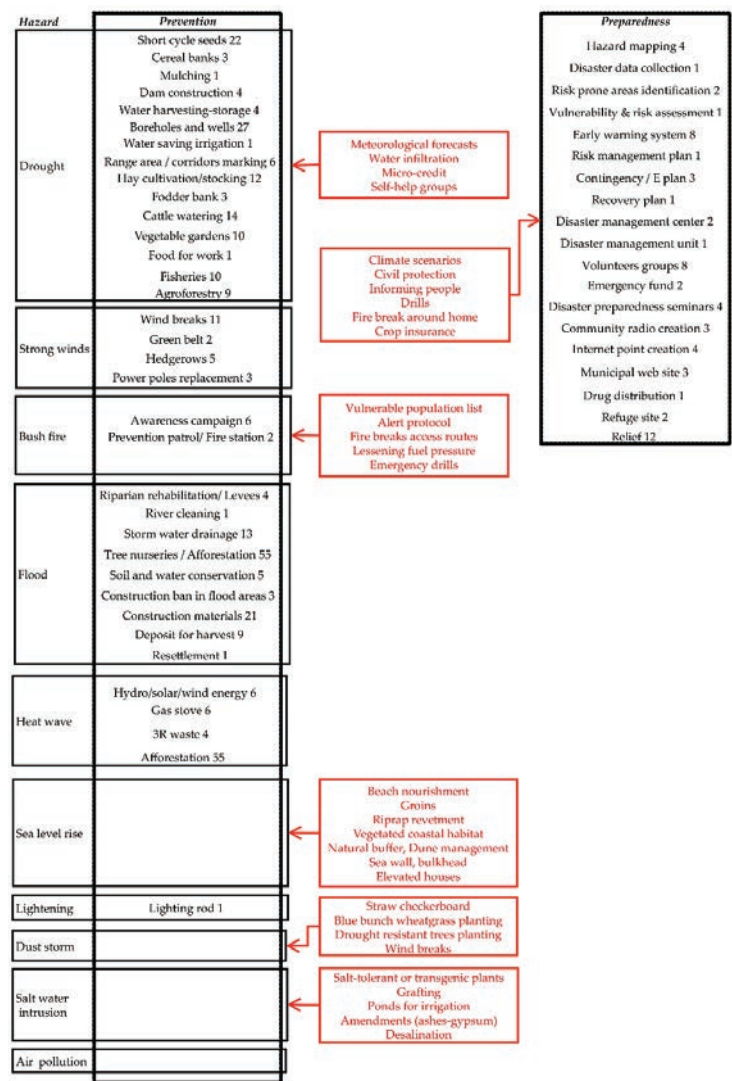 Hazard
Prevention
Preparedness
Drought
Short cycle seeds 22
Cereal banks 3
Mulching 1
Dam construction 4
Water harvesting-storage 4
Boreholes and wells 27
Water saving irrigation 1
Range area / corridors marking 6
Hay cultivation/stocking 12
Fodder bank 3
Cattle watering 14
Vegetable gardens 10
Food for work 1
Fisheries 10
Agroforestry 9
Meteorological forecasts
Water infiltration
Micro-credit
Self-help groups
Strong winds
Wind breaks 11
Green belt 2
Hedgerows 5
Power poles replacement 3
Bush fire
Awareness campaign 6
Prevention patrol/ Fire station 2
Vulnerable population list
Alert protocol
Fire breaks access routes
Lessening fuel pressure
Emergency drills
Flood
Riparian rehabilitation/ Levees 4
River cleaning 1
Storm water drainage 13
Tree nurseries / Afforestation 55
Soil and water conservation 5
Construction ban in flood areas 3
Construction materials 21
Deposit for harvest 9
Resettlement 1
Heat wave
Hydro/solar/wind energy 6
Gas stove 6
3R waste 4
Afforestation 55
Sea level rise
Beach nourishment
Groins
Riprap revetment
Vegetated coastal habitat
Natural buffer, Dune management
Sea wall, bulkhead
Elevated houses
Lightening
Lighting rod 1
Dust storm
Straw checkerboard
Blue bunch wheatgrass planting
Drought resistant trees planting
Wind breaks
Salt water
intrusion
Salt-tolerant or transgenic plants
Grafting
Ponds for irrigation
Amendments (ashes-gypsum)
Desalination
Air pollution
Climate scenarios
Civil protection
Informing people
Drills
Fire break around home
Crop insurance
Hazard mapping 4
Disaster data collection 1
Risk prone areas identification 2
Vulnerability & risk assessment 1
Early warning system 8
Risk management plan 1
Contingency / E plan 3
Recovery plan 1
Disaster management center 2
Disaster management unit 1
Volunteers groups 8
Emergency fund 2
Disaster preparedness seminars 4
Community radio creation 3
Internet point creation 4
Municipal web site 3
Drug distribution 1
Refuge site 2
Relief 12